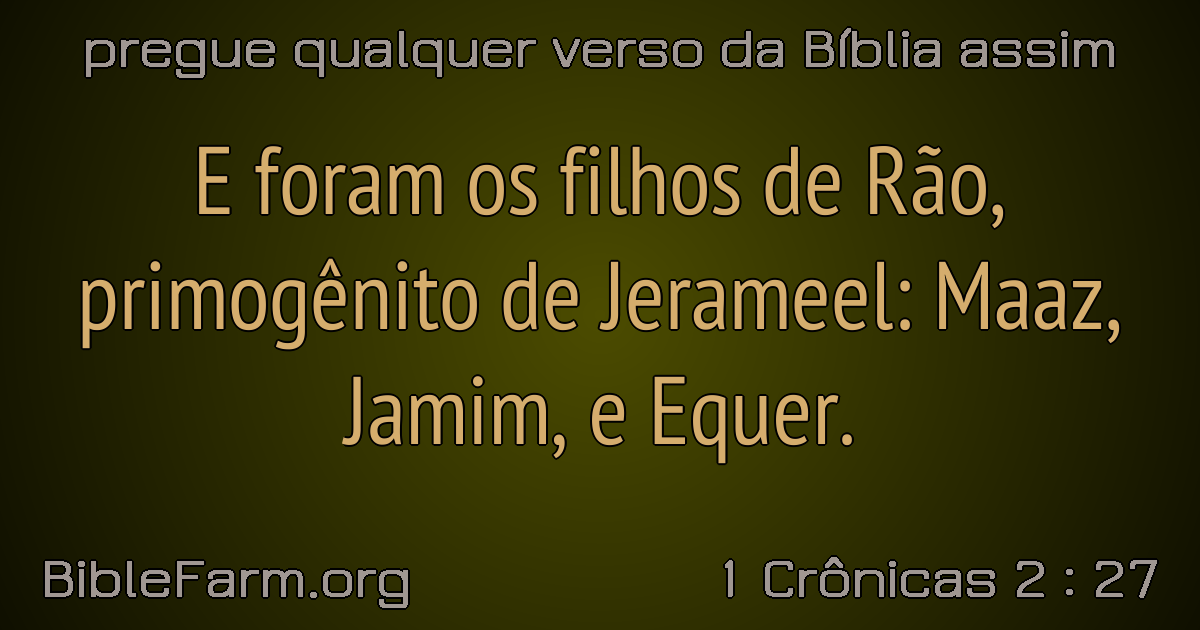 pregue qualquer verso da Bíblia assim
E foram os filhos de Rão,
primogênito de Jerameel: Maaz,
Jamim, e Equer.
BibleFarm.org
1 Crônicas 2 : 27